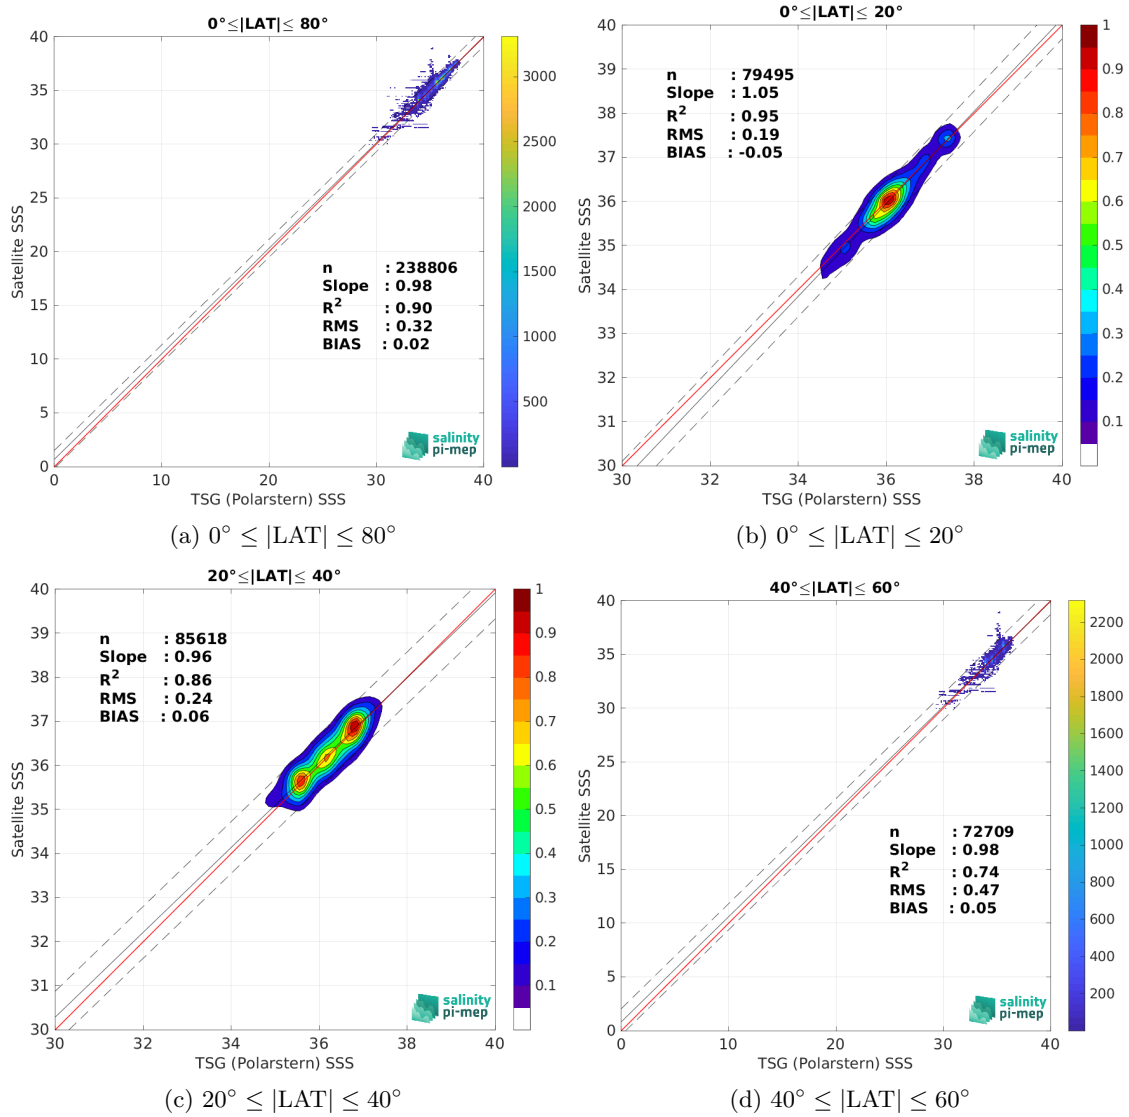 0°≤|LAT|≤ 80°
40
35
30
25
20
15
10
5
0
Satellite SSS
n : 238806
Slope : 0.98
R² : 0.90
RMS : 0.32
BIAS : 0.02
salinity
pi-mep
0 10 20 30 40
TSG (Polarstern) SSS
3000
2500
2000
1500
1000
500
(a) 0° ≤ |LAT| ≤ 80°
0°≤|LAT|≤ 20°
40
39
38
37
36
35
34
33
32
31
30
Satellite SSS
n : 79495
Slope : 1.05
R² : 0.95
RMS : 0.19
BIAS : -0.05
salinity
pi-mep
30 32 34 36 38 40
TSG (Polarstern) SSS
1
0.9
0.8
0.7
0.6
0.5
0.4
0.3
0.2
0.1
(b) 0° ≤ |LAT| ≤ 20°
20°≤|LAT|≤ 40°
40
39
38
37
36
35
34
33
32
31
30
Satellite SSS
n : 85618
Slope : 0.96
R² : 0.86
RMS : 0.24
BIAS : 0.06
salinity
pi-mep
30 32 34 36 38 40
TSG (Polarstern) SSS
1
0.9
0.8
0.7
0.6
0.5
0.4
0.3
0.2
0.1
(c) 20° ≤ |LAT| ≤ 40°
40°≤|LAT|≤ 60°
40
35
30
25
20
15
10
5
0
Satellite SSS
n : 72709
Slope : 0.98
R² : 0.74
RMS : 0.47
BIAS : 0.05
salinity
pi-mep
0 10 20 30 40
TSG (Polarstern) SSS
2200
2000
1800
1600
1400
1200
1000
800
600
400
200
(d) 40° ≤ |LAT| ≤ 60°